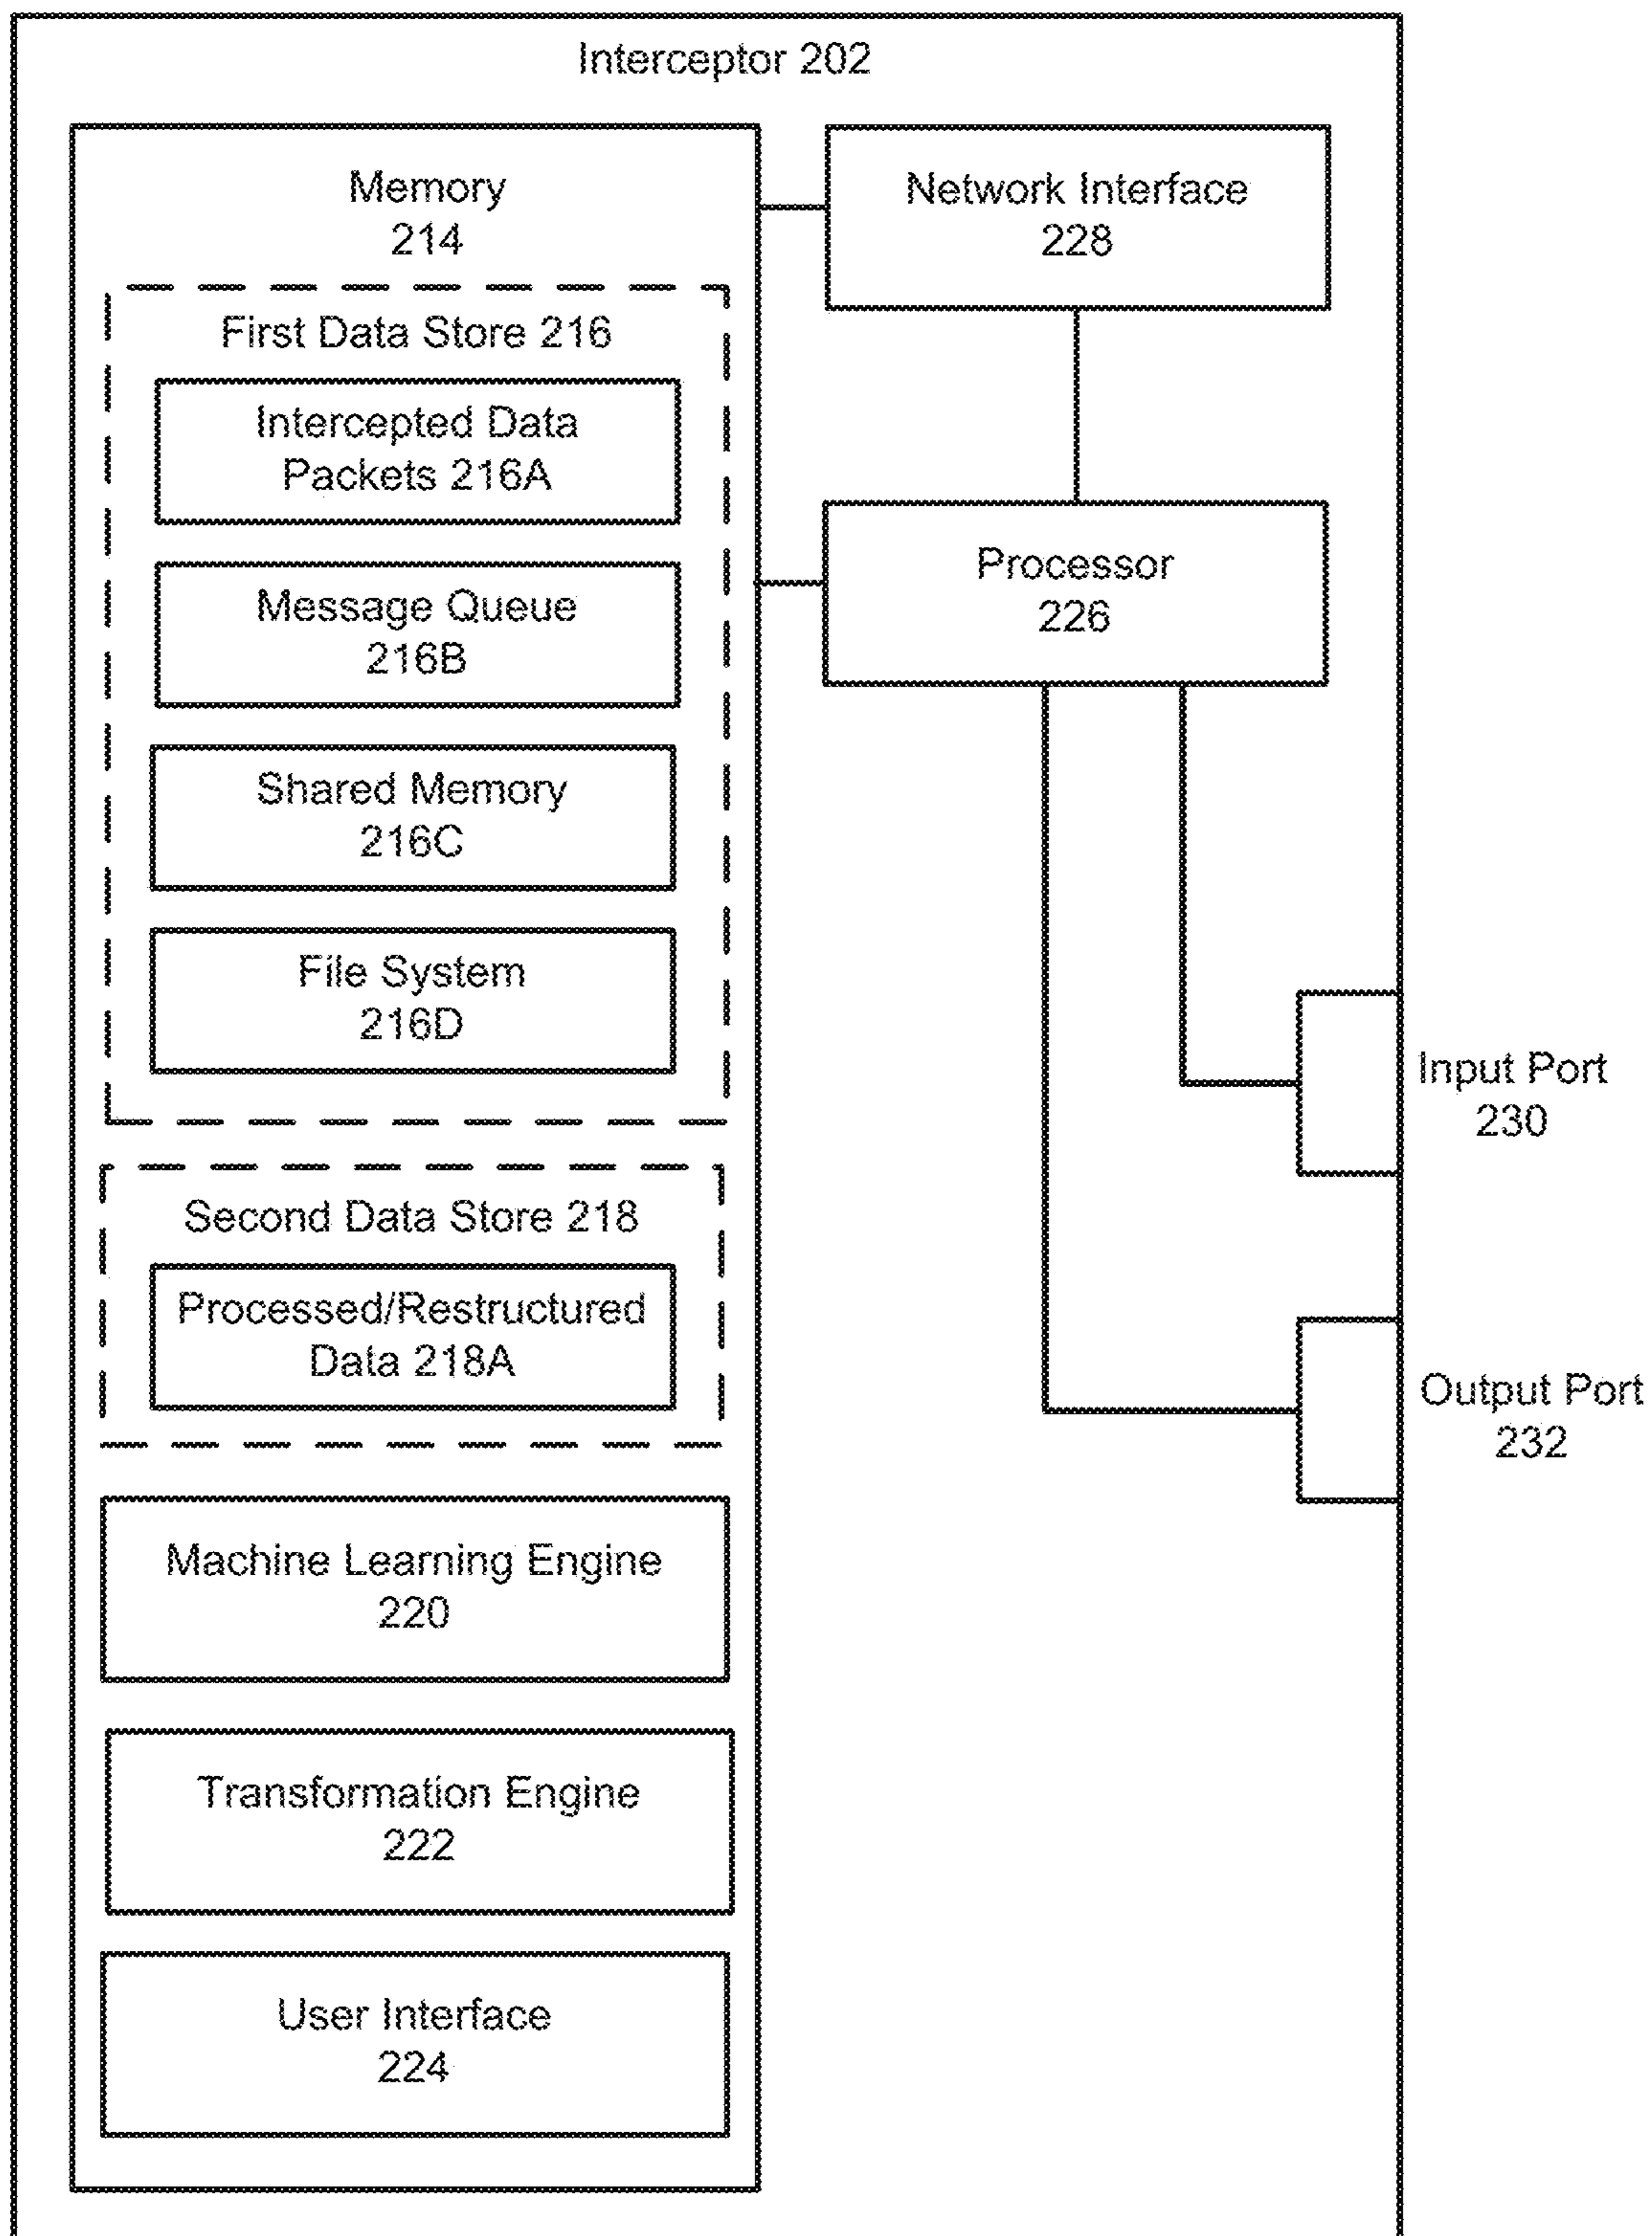 Interceptor 202
Memory
214
First Data Store 216
Intercepted Data
Packets 216A
Message Queue
216B
Shared Memory
216C
File System
216D
Second Data Store 218
Processed/Restructured
Data 218A
Machine Learning Engine
220
Transformation Engine
222
User Interface
224
Network Interface
228
Processor
226
Input Port
230
Output Port
232